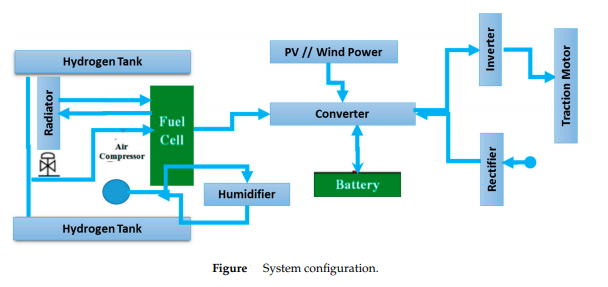 Hydrogen Tank
PV // Wind Power
Inverter
Traction Motor
Radiator
Fuel
Cell
Converter
Air
Compressor
Rectifier
Humidifier
Battery
Hydrogen Tank
Figure System configuration.